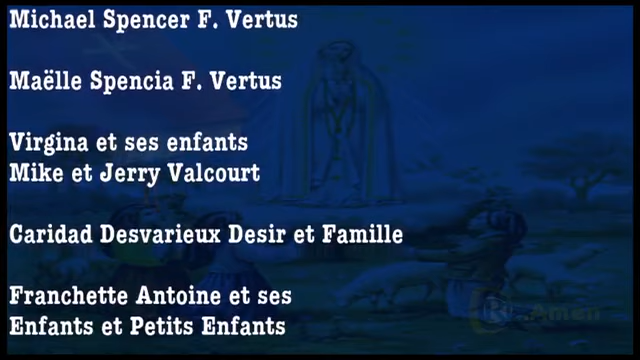 Michael Spencer F. Vertus
Maëlle Spencia F. Vertus
Virgina et ses enfants
Mike et Jerry Valcourt
Caridad Desvarieux Desir et Famille
Franchette Antoine et ses
Enfants et Petits Enfants
Amen